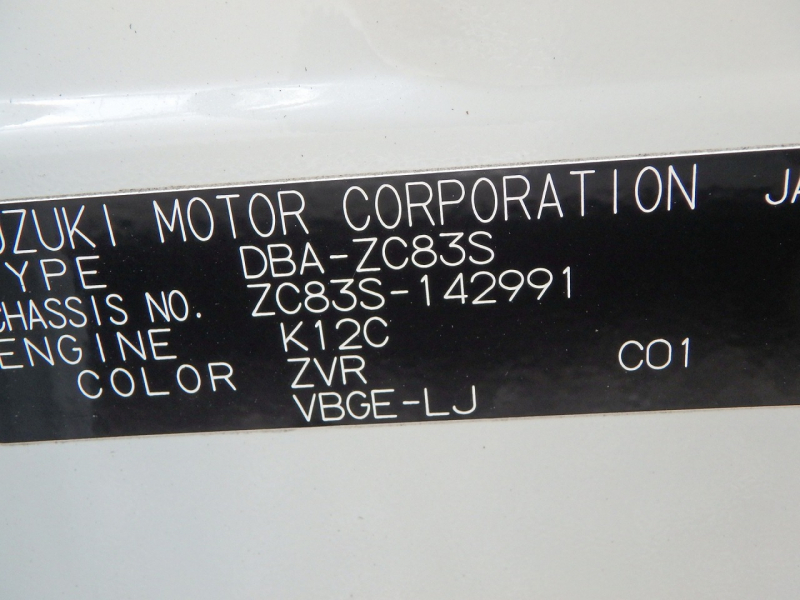 UZUKI MOTOR CORPORATION JA
YPE DBA-ZC83S
CHASSIS NO. ZC83S-142991
ENGINE K12C
COLOR ZVR C01
VBGE-LJ